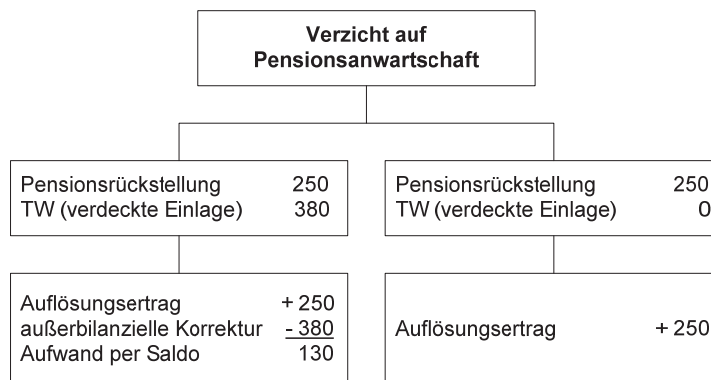 Verzicht auf
Pensionsanwartschaft
Pensionsrückstellung 250
TW (verdeckte Einlage) 380
Pensionsrückstellung 250
TW (verdeckte Einlage) 0
Auflösungsertrag + 250
außerbilanzielle Korrektur - 380
Aufwand per Saldo 130
Auflösungsertrag + 250